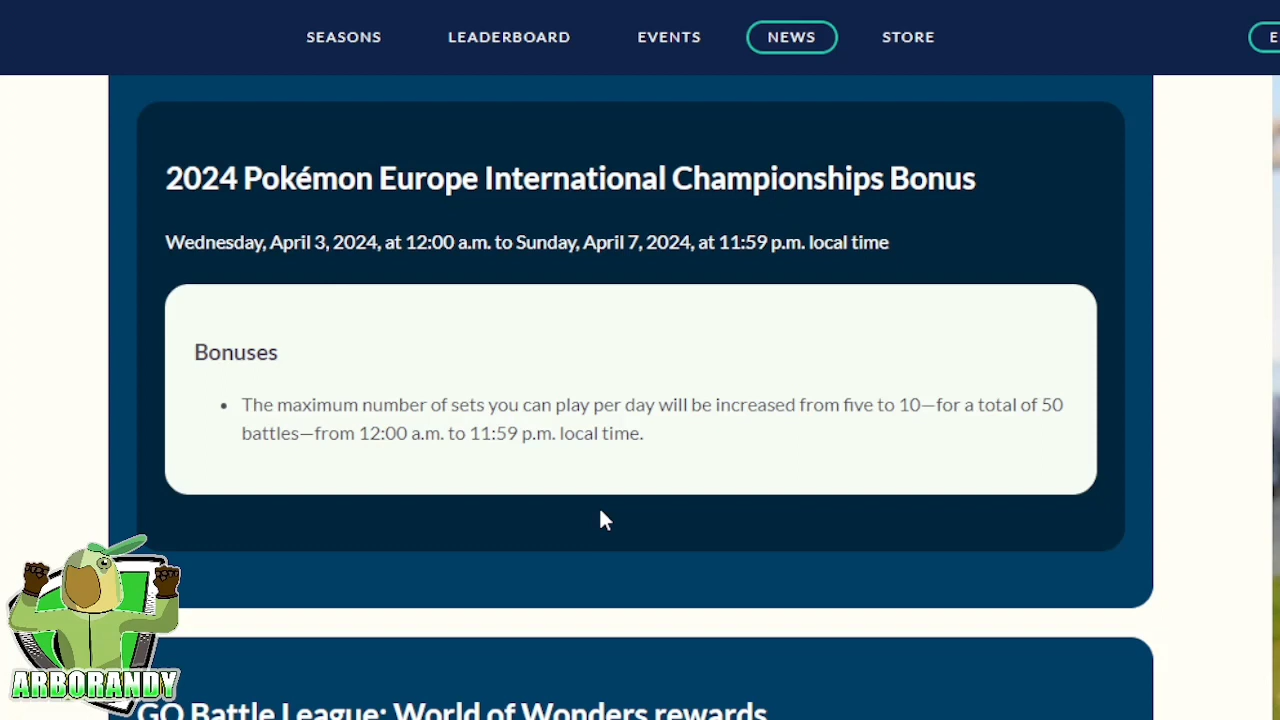 SEASONS LEADERBOARD EVENTS NEWS STORE E
2024 Pokémon Europe International Championships Bonus
Wednesday, April 3, 2024, at 12:00 a.m. to Sunday, April 7, 2024, at 11:59 p.m. local time
Bonuses
• The maximum number of sets you can play per day will be increased from five to 10—for a total of 50
battles—from 12:00 a.m. to 11:59 p.m. local time.
ARBORANDY
GO Battle League: World of Wonders rewards